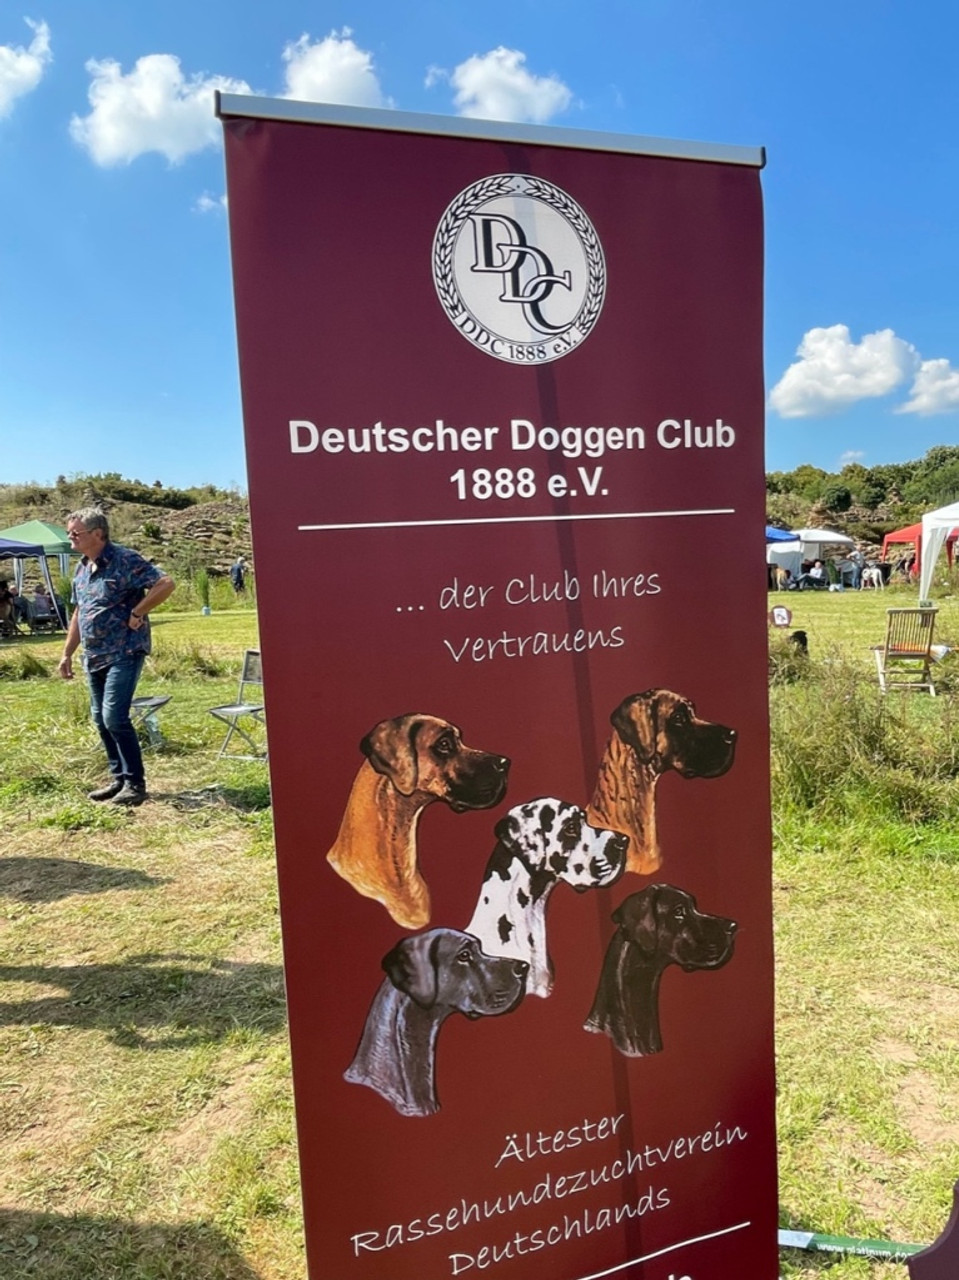 DDC
DDC 1888 e.V.
Deutscher Doggen Club
1888 e.V.
... der Club Ihres
Vertrauens
Ältester
Rassehundezuchtverein
Deutschlands